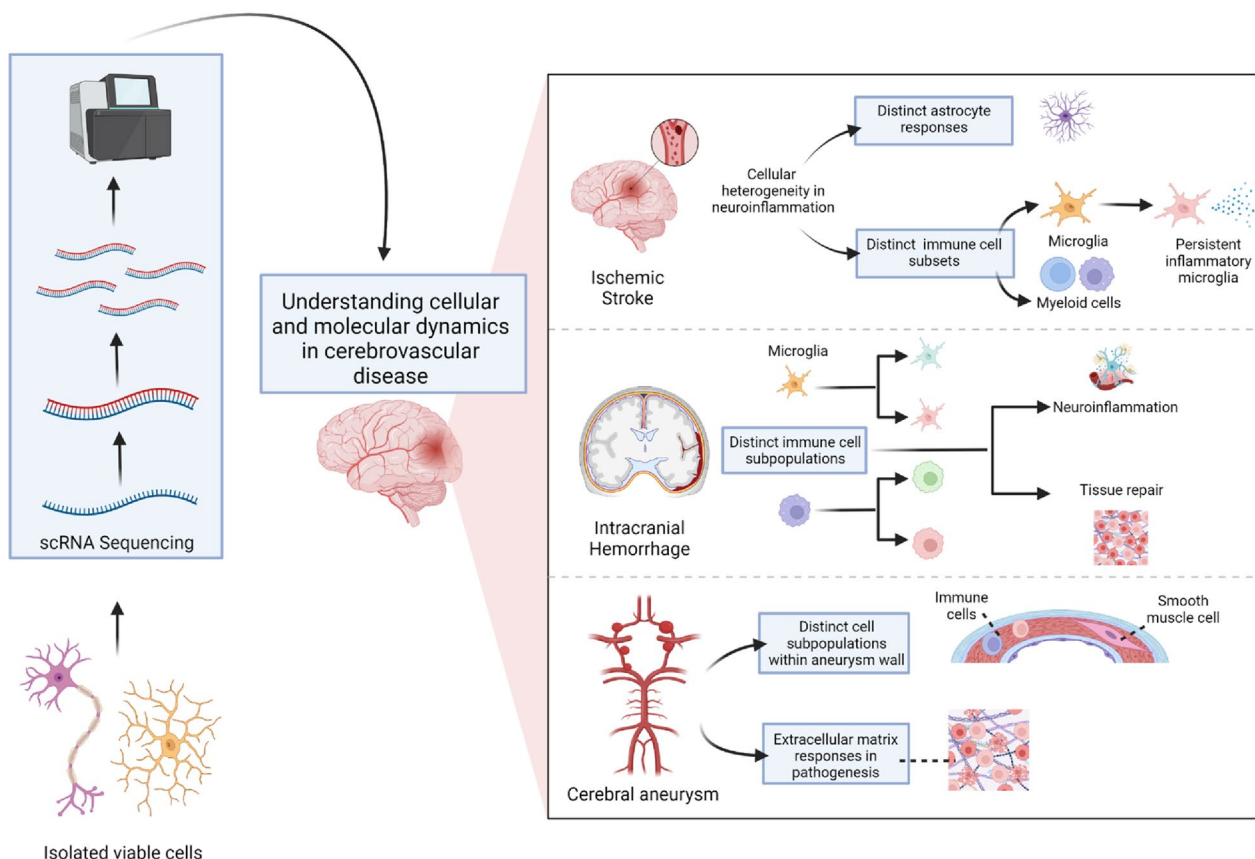 scRNA Sequencing
Isolated viable cells
Understanding cellular
and molecular dynamics
in cerebrovascular
disease
Ischemic
Stroke
Cellular
heterogeneity in
neuroinflammation
Distinct astrocyte
responses
Distinct immune cell
subsets
Microglia
Myeloid cells
Persistent
inflammatory
microglia
Intracranial
Hemorrhage
Microglia
Distinct immune cell
subpopulations
Neuroinflammation
Tissue repair
Cerebral aneurysm
Distinct cell
subpopulations
within aneurysm wall
Immune
cells
Smooth
muscle cell
Extracellular matrix
responses in
pathogenesis